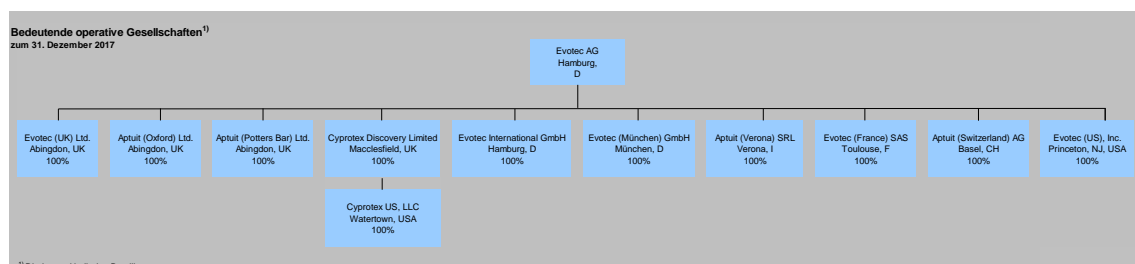 Bedeutende operative Gesellschaften1)
zum 31. Dezember 2017
Evotec AG
Hamburg,
D
Evotec (UK) Ltd.
Abingdon, UK
100%
Aptuit (Oxford) Ltd.
Abingdon, UK
100%
Aptuit (Potters Bar) Ltd.
Abingdon, UK
100%
Cyprotex Discovery Limited
Macclesfield, UK
100%
Evotec International GmbH
Hamburg, D
100%
Evotec (München) GmbH
München, D
100%
Aptuit (Verona) SRL
Verona, I
100%
Evotec (France) SAS
Toulouse, F
100%
Aptuit (Switzerland) AG
Basel, CH
100%
Evotec (US), Inc.
Princeton, NJ, USA
100%
Cyprotex US, LLC
Watertown, USA
100%